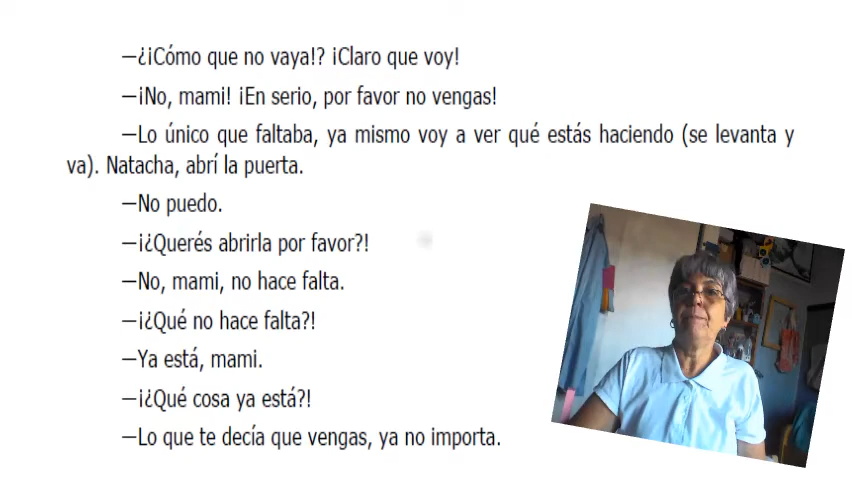 —¿¡Cómo que no vaya!? ¡Claro que voy!
—¡No, mami! ¡En serio, por favor no vengas!
—Lo único que faltaba, ya mismo voy a ver qué estás haciendo (se levanta y
va). Natacha, abrí la puerta.
—No puedo.
—¡¿Querés abrirla por favor?!
—No, mami, no hace falta.
—¡¿Qué no hace falta?!
—Ya está, mami.
—¡¿Qué cosa ya está?!
—Lo que te decía que vengas, ya no importa.